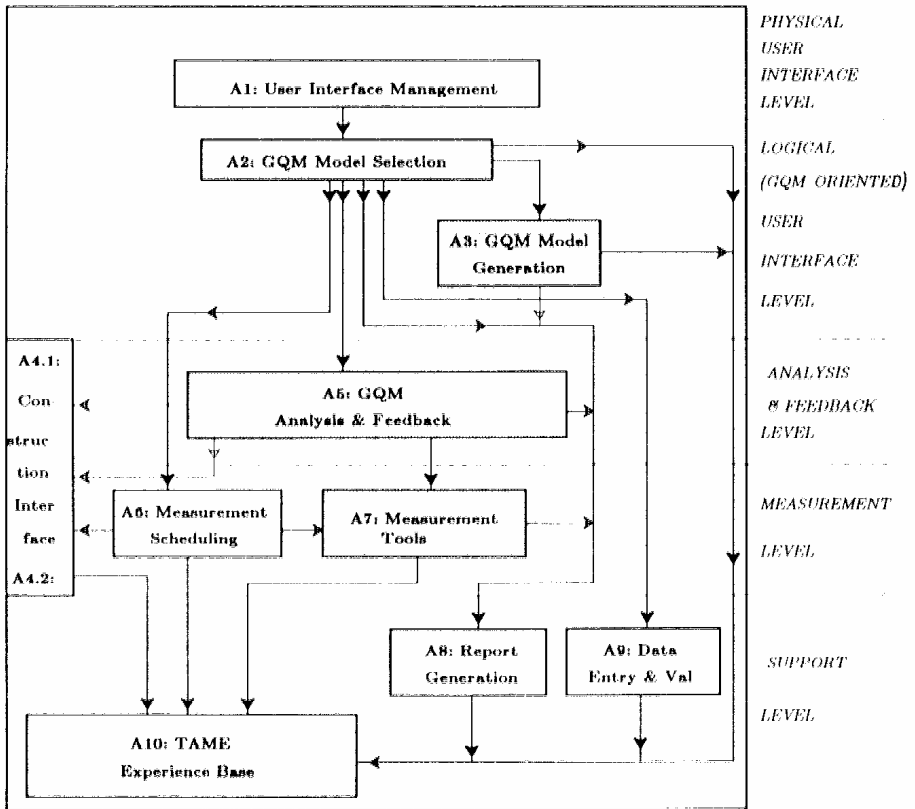 PHYSICAL
USER
INTERFACE
LEVEL
A1: User Interface Management
A2: GQM Model Selection
LOGICAL
(GQM ORIENTED)
USER
INTERFACE
LEVEL
A3: GQM Model
Generation
A4.1:
Con
struc
tion
Inter
face
A4.2:
A5: GQM
Analysis & Feedback
ANALYSIS
& FEEDBACK
LEVEL
A6: Measurement
Scheduling
A7: Measurement
Tools
MEASUREMENT
LEVEL
A8: Report
Generation
A9: Data
Entry & Val
SUPPORT
LEVEL
A10: TAME
Experience Base